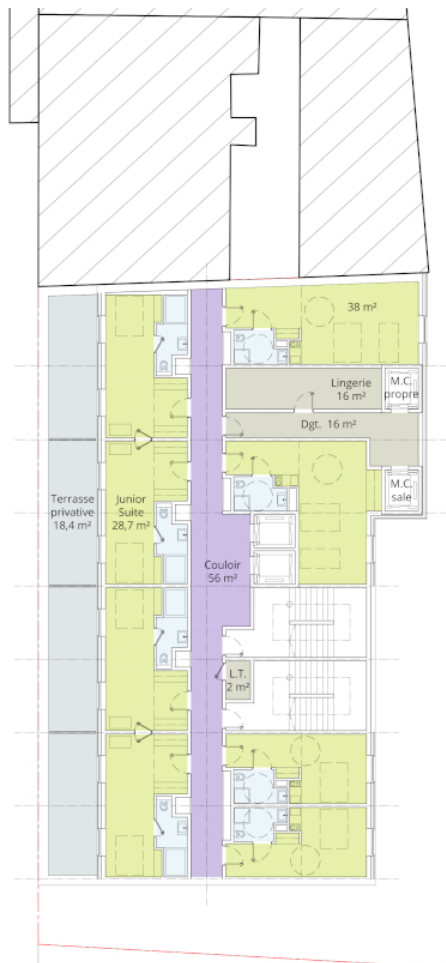 38 m²
Lingerie
16 m²
M.C.
propre
Dgt. 16 m²
M.C.
sale
Terrasse
privative
18,4 m²
Junior
Suite
28,7 m²
Couloir
56 m²
L.T.
2 m²